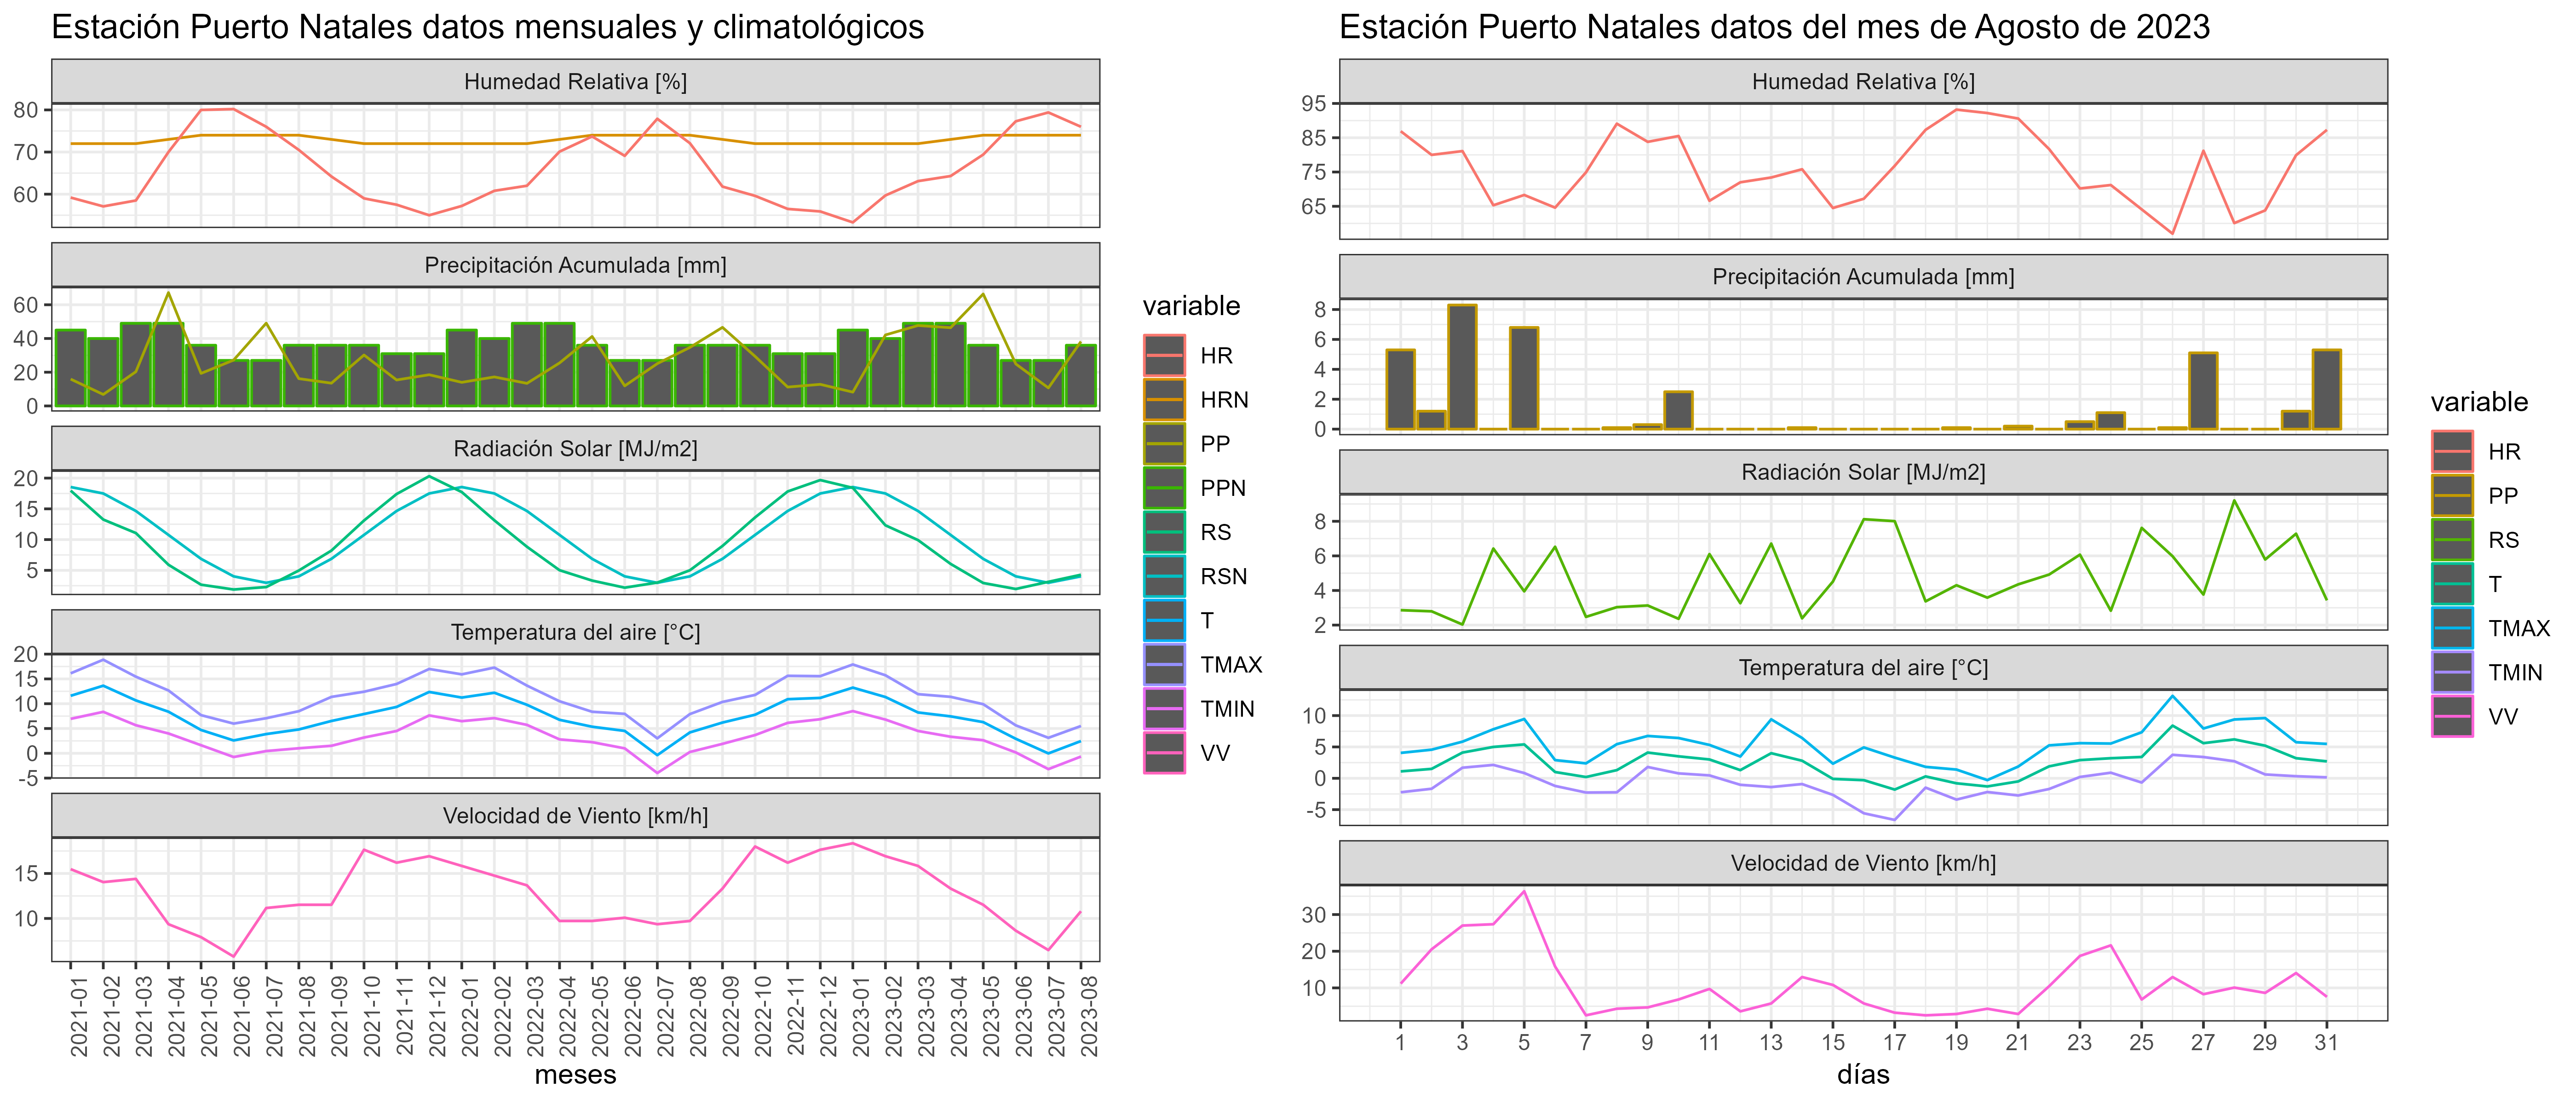 Estación Puerto Natales datos mensuales y climatológicos
Humedad Relativa [%]
80
70
60
Precipitación Acumulada [mm]
60
40
20
0
Radiación Solar [MJ/m2]
20
15
10
5
Temperatura del aire [°C]
20
15
10
5
0
-5
Velocidad de Viento [km/h]
15
10
2021-01
2021-02
2021-03
2021-04
2021-05
2021-06
2021-07
2021-08
2021-09
2021-10
2021-11
2021-12
2022-01
2022-02
2022-03
2022-04
2022-05
2022-06
2022-07
2022-08
2022-09
2022-10
2022-11
2022-12
2023-01
2023-02
2023-03
2023-04
2023-05
2023-06
2023-07
2023-08
meses
variable
HR
HRN
PP
PPN
RS
RSN
T
TMAX
TMIN
VV
Estación Puerto Natales datos del mes de Agosto de 2023
Humedad Relativa [%]
95
85
75
65
Precipitación Acumulada [mm]
8
6
4
2
0
Radiación Solar [MJ/m2]
8
6
4
2
Temperatura del aire [°C]
10
5
0
-5
Velocidad de Viento [km/h]
30
20
10
1 3 5 7 9 11 13 15 17 19 21 23 25 27 29 31
días
variable
HR
PP
RS
T
TMAX
TMIN
VV